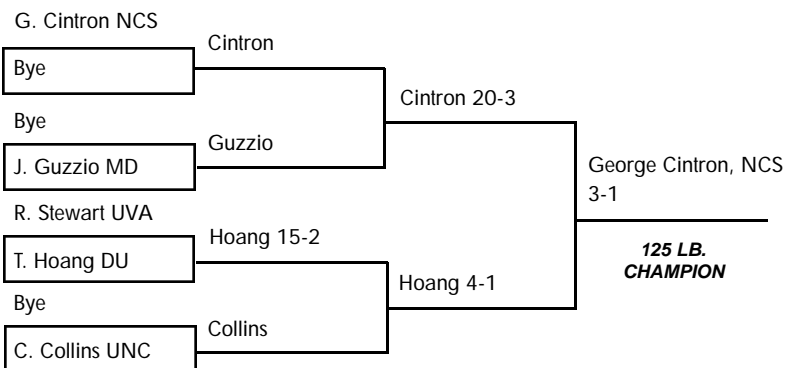 G. Cintron NCS
Cintron
Bye
Cintron 20-3
Bye
Guzzio
J. Guzzio MD
George Cintron, NCS
3-1
R. Stewart UVA
Hoang 15-2
T. Hoang DU
125 LB.
CHAMPION
Hoang 4-1
Bye
Collins
C. Collins UNC